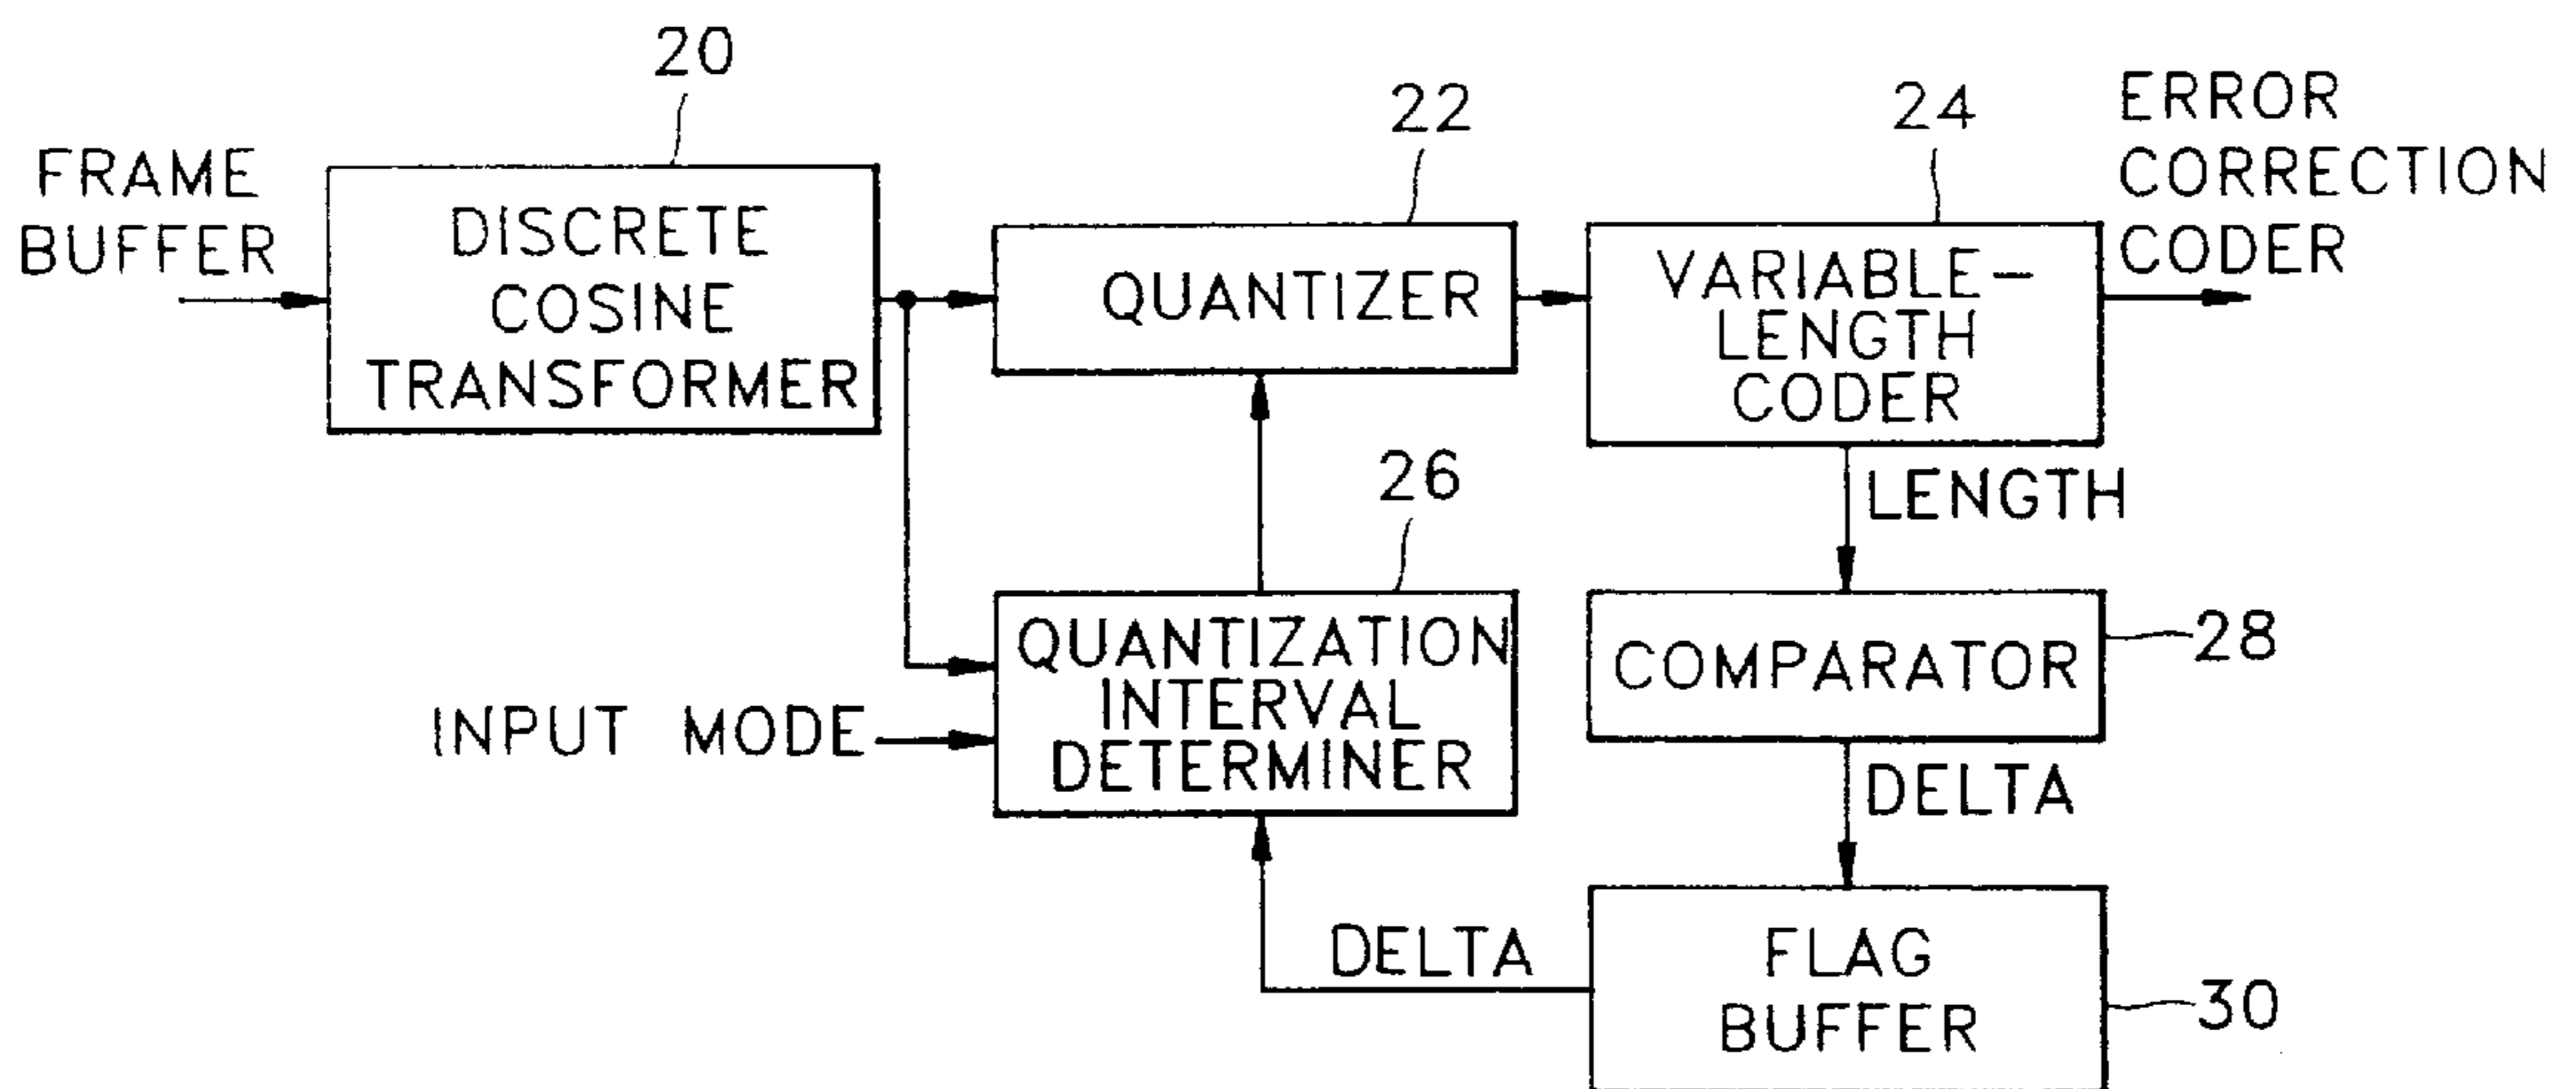 20
FRAME
BUFFER
DISCRETE
COSINE
TRANSFORMER
22
QUANTIZER
24
VARIABLE-
LENGTH
CODER
ERROR
CORRECTION
CODER
LENGTH
26
QUANTIZATION
INTERVAL
DETERMINER
INPUT MODE
COMPARATOR
28
DELTA
DELTA
FLAG
BUFFER
30